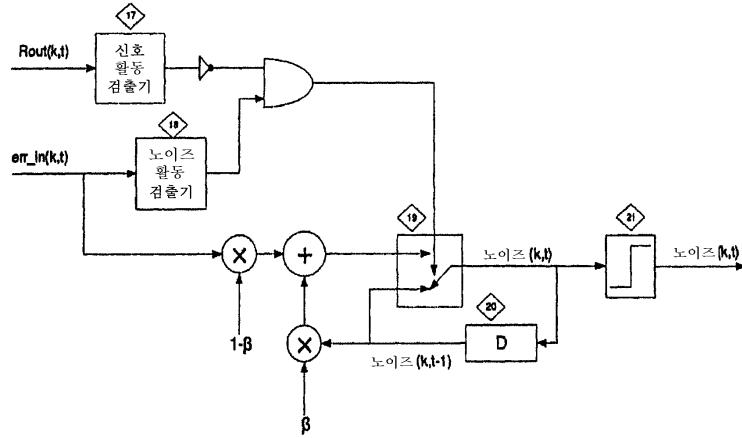 17
Rout(k,t)
신호
활동
검출기
18
err_in(k,t)
노이즈
활동
검출기
19
21
노이즈(k,t)
노이즈(k,t)
×
+
20
1-β
×
D
노이즈(k,t-1)
β